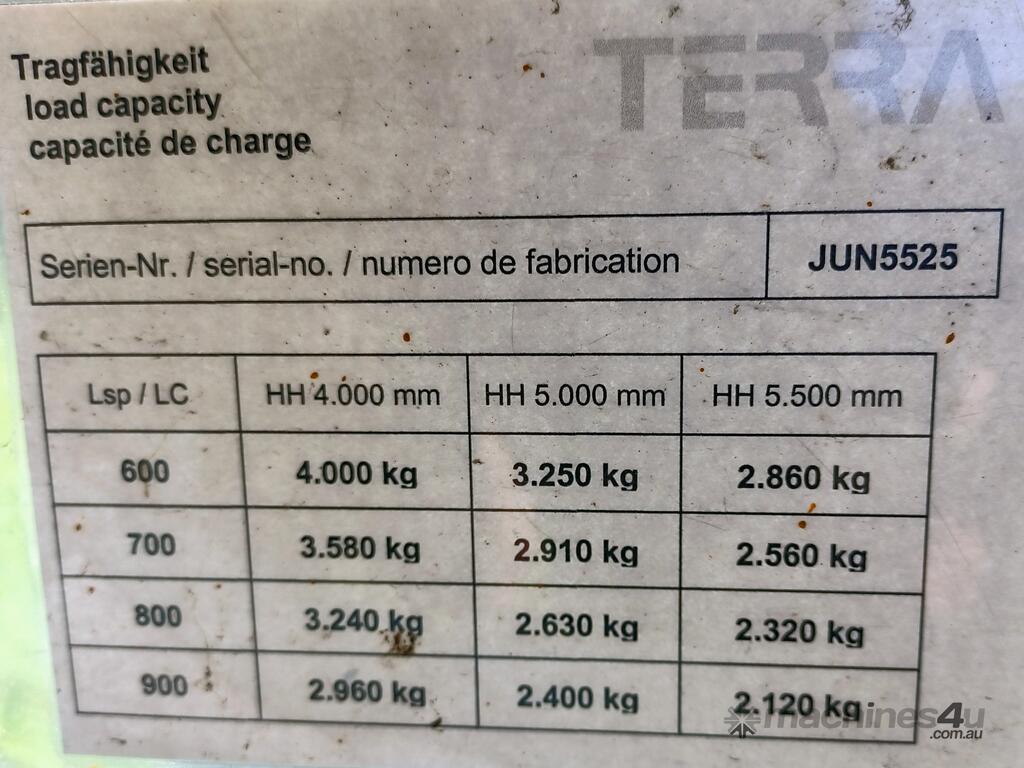 TERRA
Tragfähigkeit
load capacity
capacité de charge
Serien-Nr. / serial-no. / numero de fabrication JUN5525
Lsp / LC HH 4.000 mm HH 5.000 mm HH 5.500 mm
600 4.000 kg 3.250 kg 2.860 kg
700 3.580 kg 2.910 kg 2.560 kg
800 3.240 kg 2.630 kg 2.320 kg
900 2.960 kg 2.400 kg 2.120 kg
machines4u
.com.au